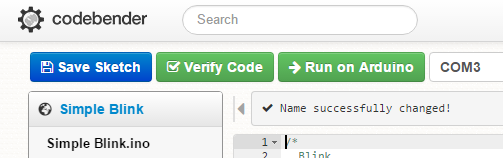 codebender
Search
Save Sketch
Verify Code
Run on Arduino
COM3
Simple Blink
Name successfully changed!
Simple Blink.ino
1 /*
2 Blink